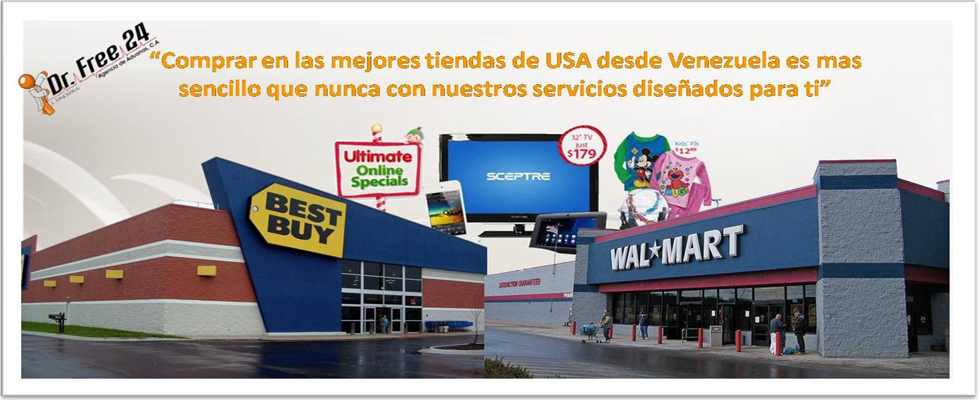 Dr. Free 24
Agencia de Aduanas, C.A.
“Comprar en las mejores tiendas de USA desde Venezuela es mas
sencillo que nunca con nuestros servicios diseñados para ti”
Ultimate
Online
Specials
SCEPTRE
32" TV
just
$179
Kids' PJs
$12.00
BEST
BUY
WAL★MART
SATISFACTION GUARANTEED